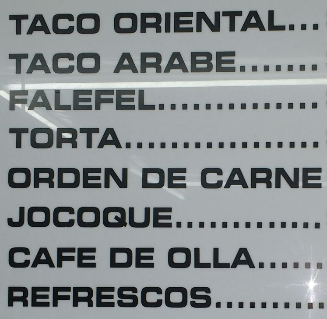 TACO ORIENTAL...
TACO ARABE.......
FALEFEL...............
TORTA..................
ORDEN DE CARNE
JOCOQUE.............
CAFE DE OLLA......
REFRESCOS..........